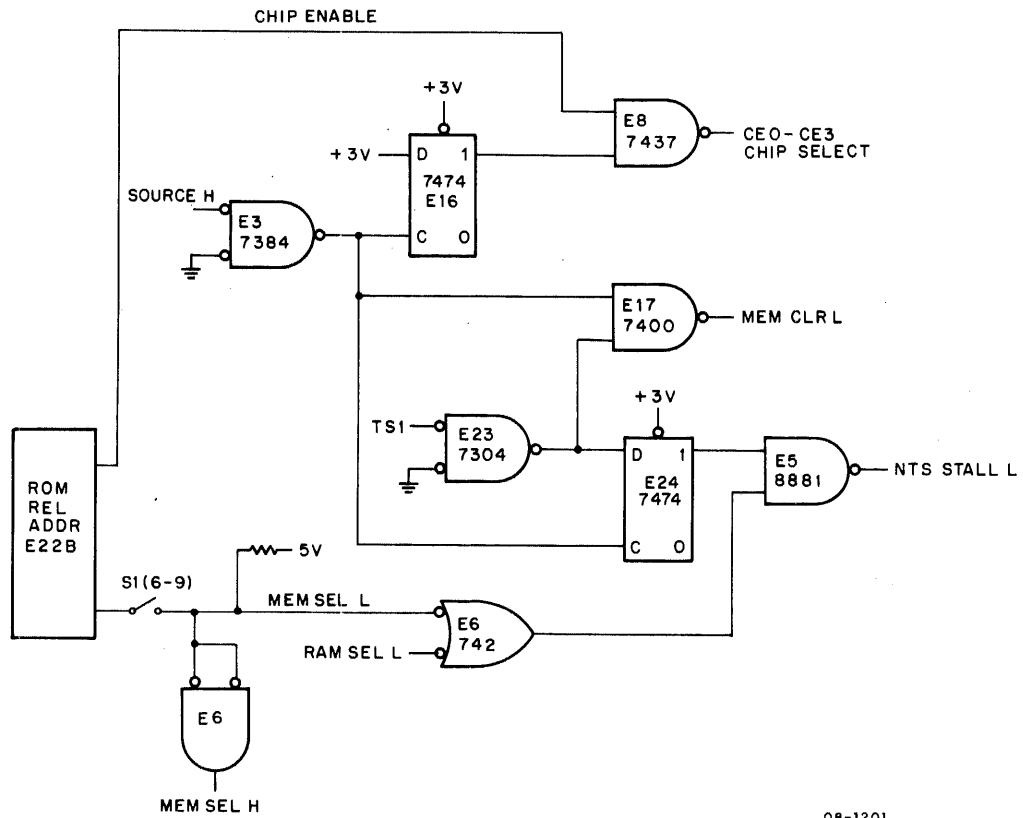 CHIP ENABLE
+3V
E8
7437
CE0-CE3
CHIP SELECT
+3V
D 1
7474
E16
C 0
SOURCE H
E3
7384
E17
7400
MEM CLR L
+3V
TS1
E23
7304
D 1
E24
7474
C 0
E5
8881
NTS STALL L
ROM
REL
ADDR
E22B
5V
S1(6-9)
MEM SEL L
E6
742
RAM SEL L
E6
MEM SEL H
08-1201